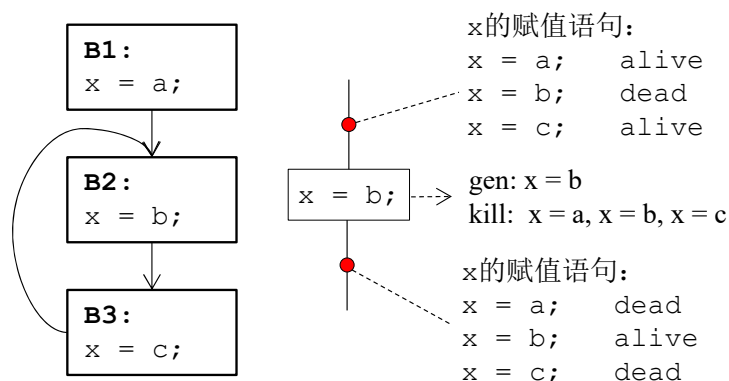 B1:
x = a;
B2:
x = b;
B3:
x = c;
x = b;
x的赋值语句：
x = a; alive
x = b; dead
x = c; alive
gen: x = b
kill: x = a, x = b, x = c
x的赋值语句：
x = a; dead
x = b; alive
x = c; dead